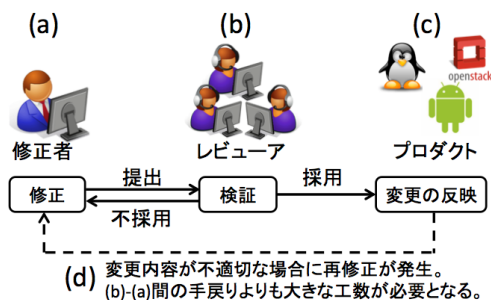 (a)
(b)
(c)
openstack
修正者
レビューア
プロダクト
修正
提出
不採用
検証
採用
変更の反映
(d) 変更内容が不適切な場合に再修正が発生。
(b)-(a)間の手戻りよりも大きな工数が必要となる。